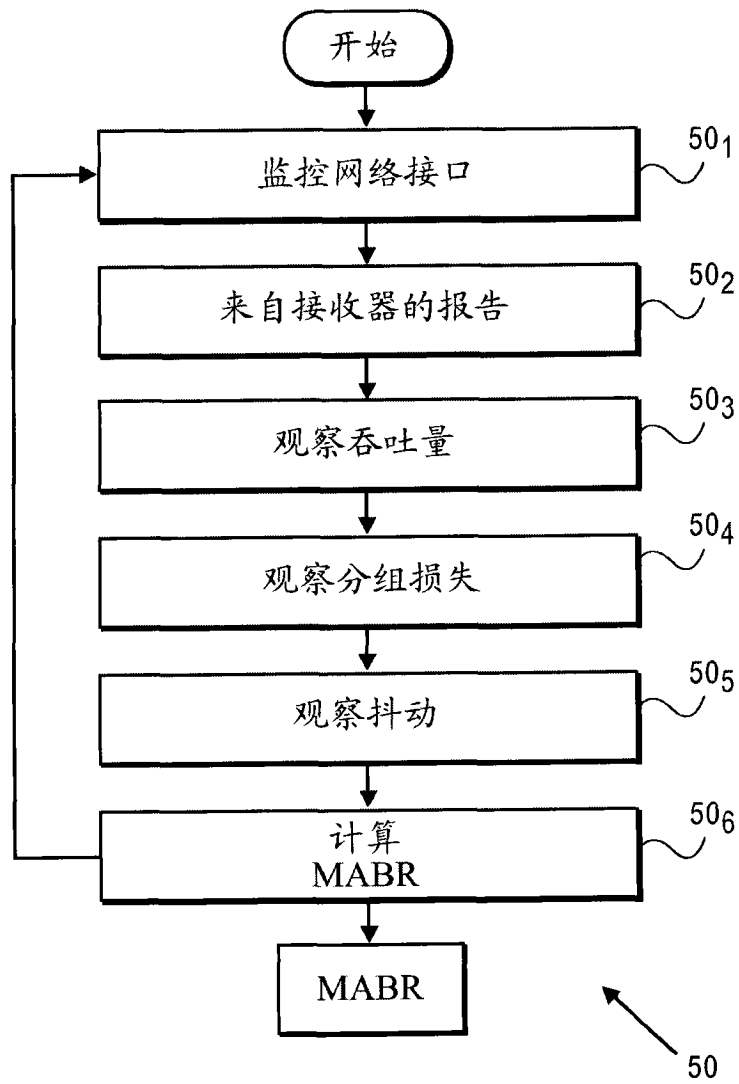 开始
监控网络接口
50₁
来自接收器的报告
50₂
观察吞吐量
50₃
观察分组损失
50₄
观察抖动
50₅
计算
MABR
50₆
MABR
50